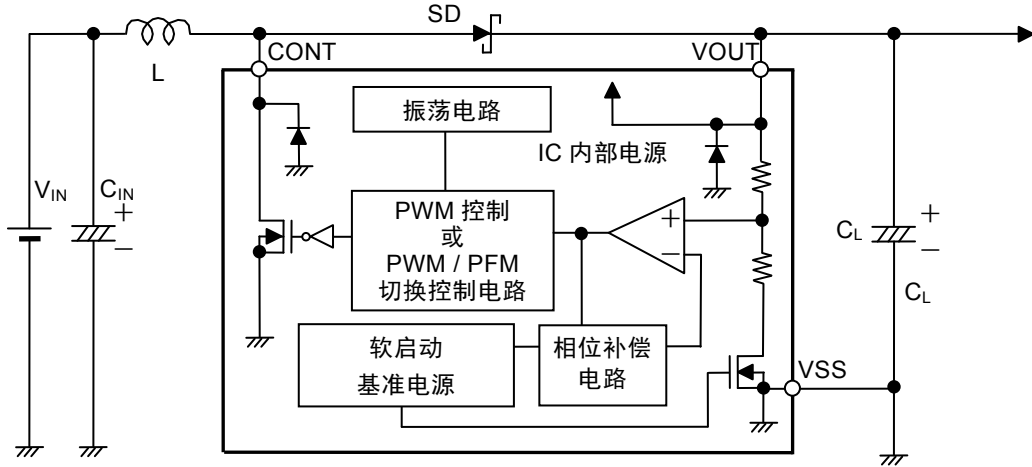 SD
CONT
VOUT
L
振荡电路
IC 内部电源
VIN
CIN
+
−
PWM 控制
或
PWM / PFM
切换控制电路
+
−
CL
+
−
CL
软启动
基准电源
相位补偿
电路
VSS